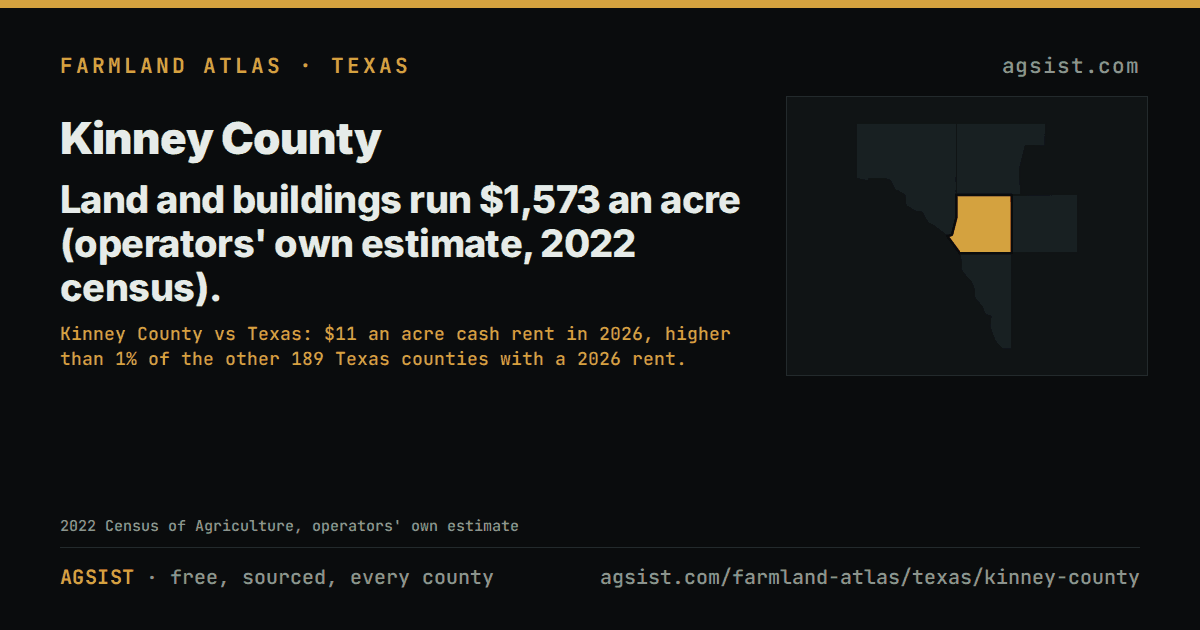 FARMLAND ATLAS · TEXAS
agsist.com
Kinney County
Land and buildings run $1,573 an acre
(operators' own estimate, 2022
census).
Kinney County vs Texas: $11 an acre cash rent in 2026, higher
than 1% of the other 189 Texas counties with a 2026 rent.
2022 Census of Agriculture, operators' own estimate
AGSIST · free, sourced, every county
agsist.com/farmland-atlas/texas/kinney-county